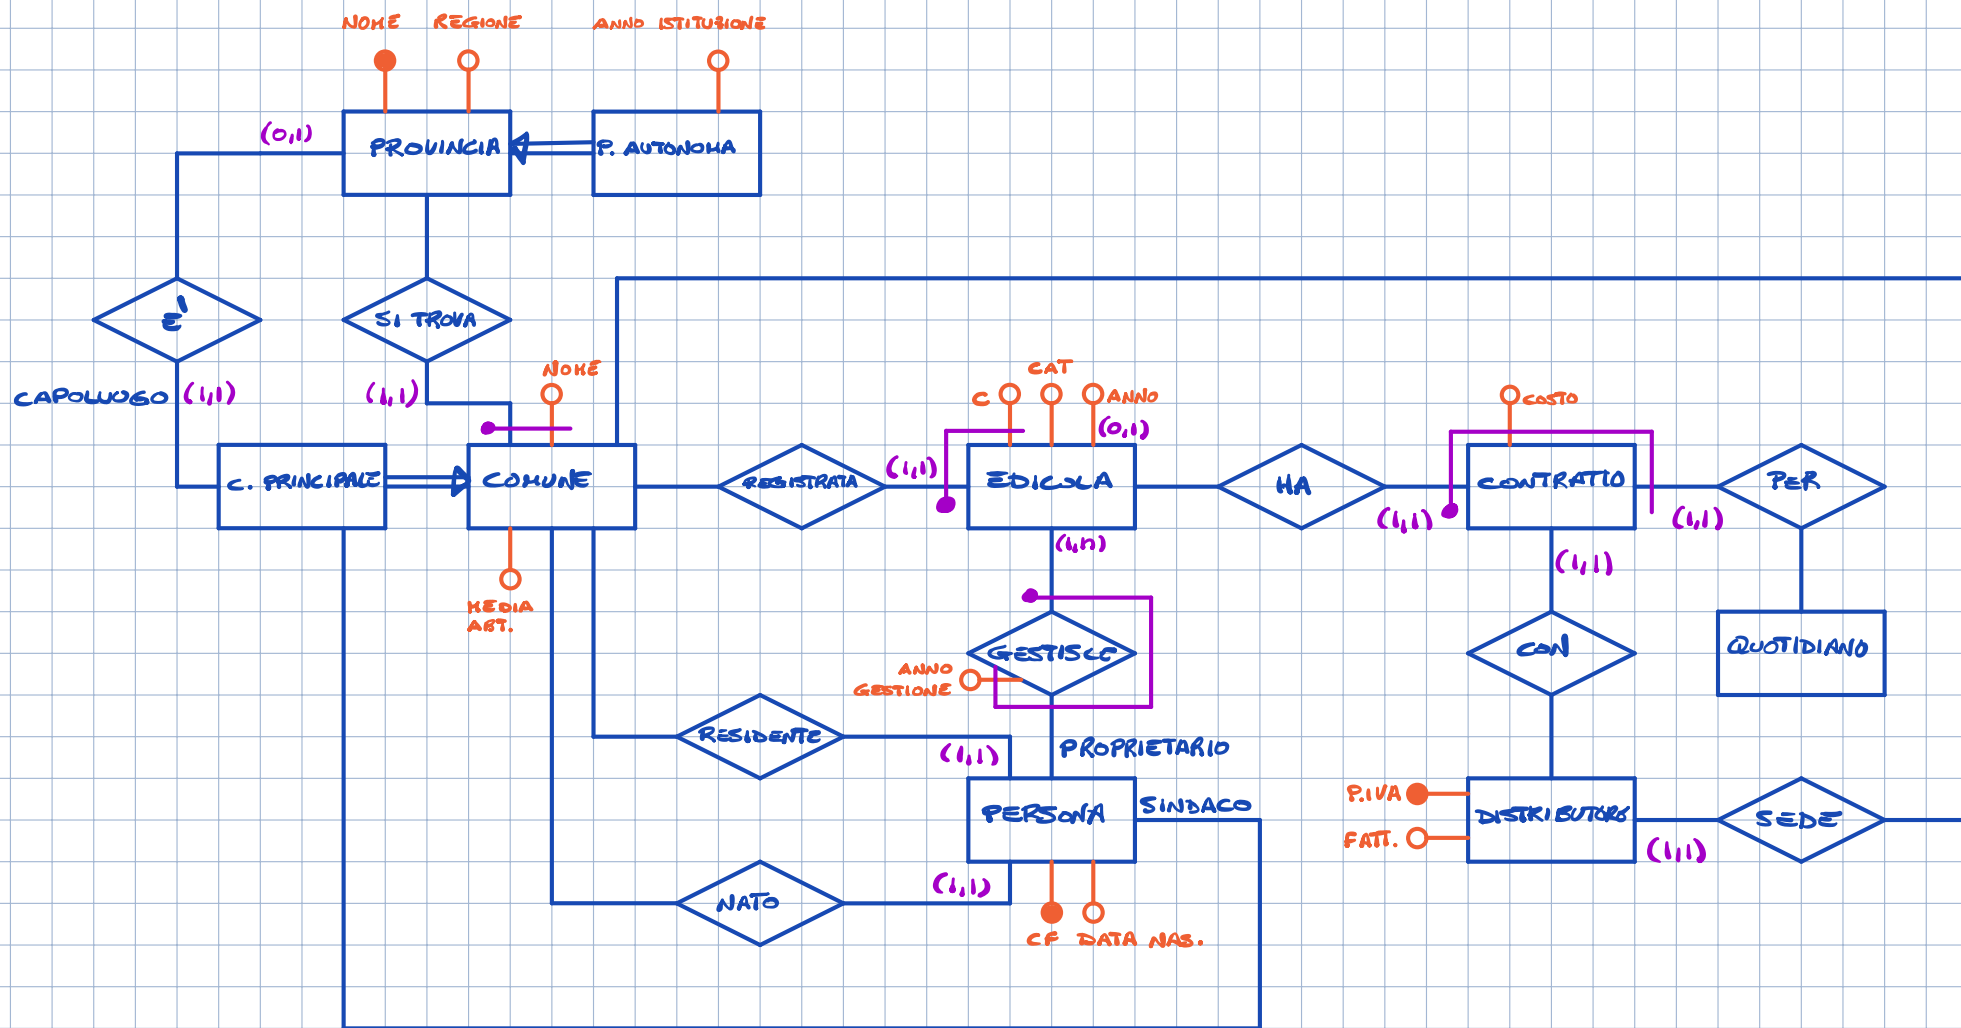 NOME REGIONE ANNO ISTITUZIONE
(0,1)
PROVINCIA
P. AUTONOMA
E'
SI TROVA
CAPOLUOGO (1,1)
(1,1)
NOME
C CAT ANNO
(0,1)
COSTO
C. PRINCIPALE
COMUNE
REGISTRATA
(1,1)
EDICOLA
HA
(1,1)
CONTRATTO
(1,1)
PER
MEDIA
ABT.
(1,n)
(1,1)
GESTISCE
ANNO
GESTIONE
CON
QUOTIDIANO
RESIDENTE
(1,1)
PROPRIETARIO
PERSONA
SINDACO
P.IVA
FATT.
DISTRIBUTORE
(1,1)
SEDE
NATO
(1,1)
CF DATA NAS.